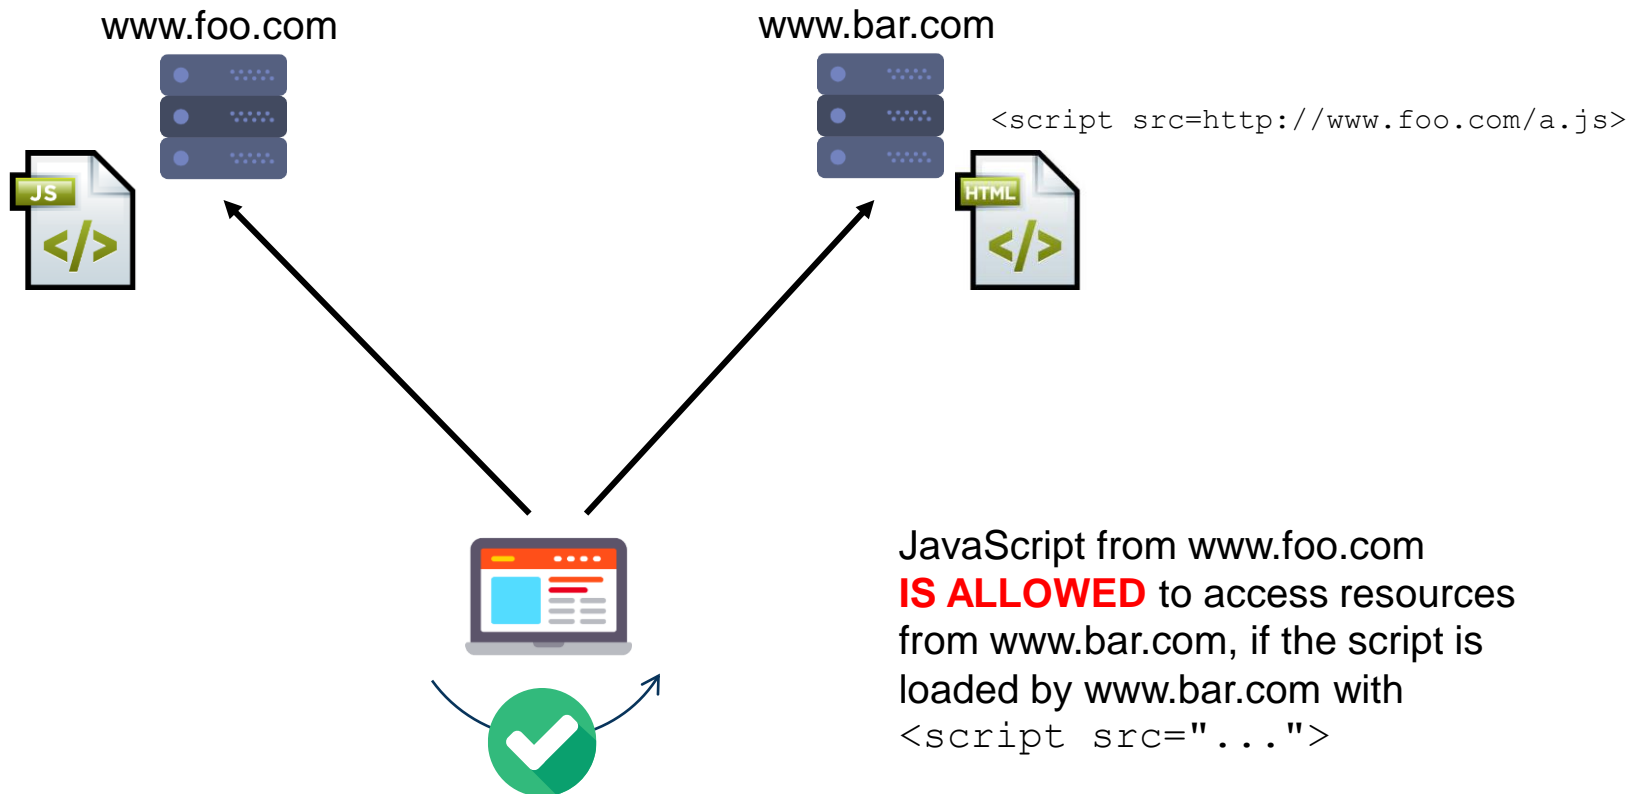 www.foo.com
www.bar.com
<script src=http://www.foo.com/a.js>
JS
</>
HTML
</>
JavaScript from www.foo.com
IS ALLOWED to access resources
from www.bar.com, if the script is
loaded by www.bar.com with
<script src="...">